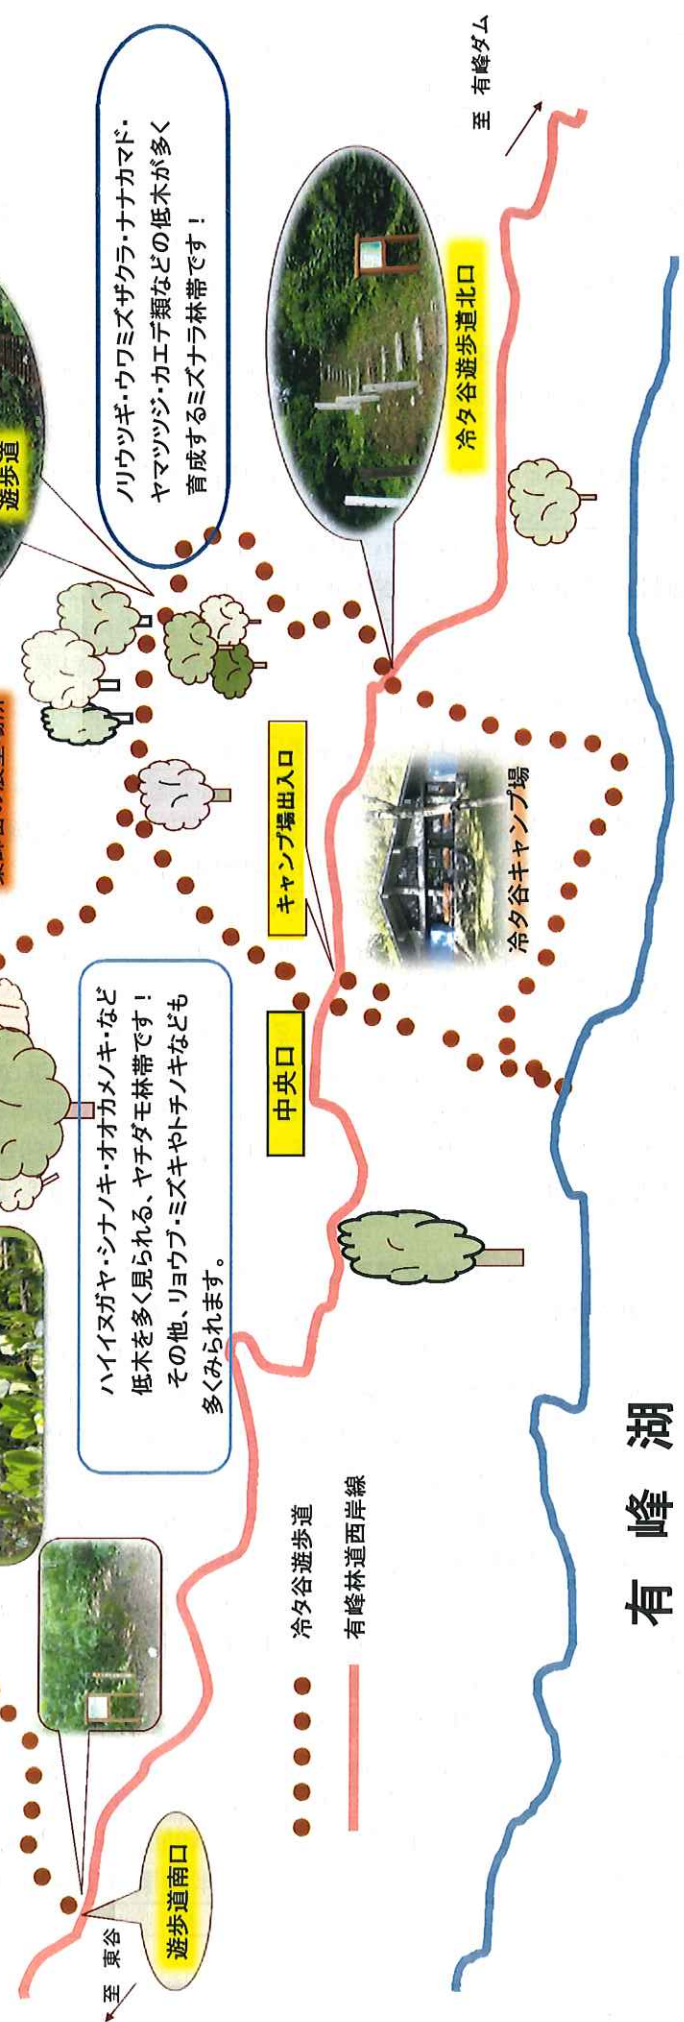 遊歩道
ノリウツギ・ウワミズザクラ・ナナカマド・
ヤマツツジ・カエデ類などの低木が多く
育成するミズナラ林帯です！
至 有峰ダム
冷タ谷遊歩道北口
キャンプ場出入口
中央口
冷タ谷キャンプ場
ハイイヌガヤ・シナノキ・オオカメノキ・など
低木を多く見られる、ヤチダモ林帯です！
その他、リョウブ・ミズキやトチノキなども
多くみられます。
冷タ谷遊歩道
有峰林道西岸線
遊歩道南口
至 東谷
有峰湖